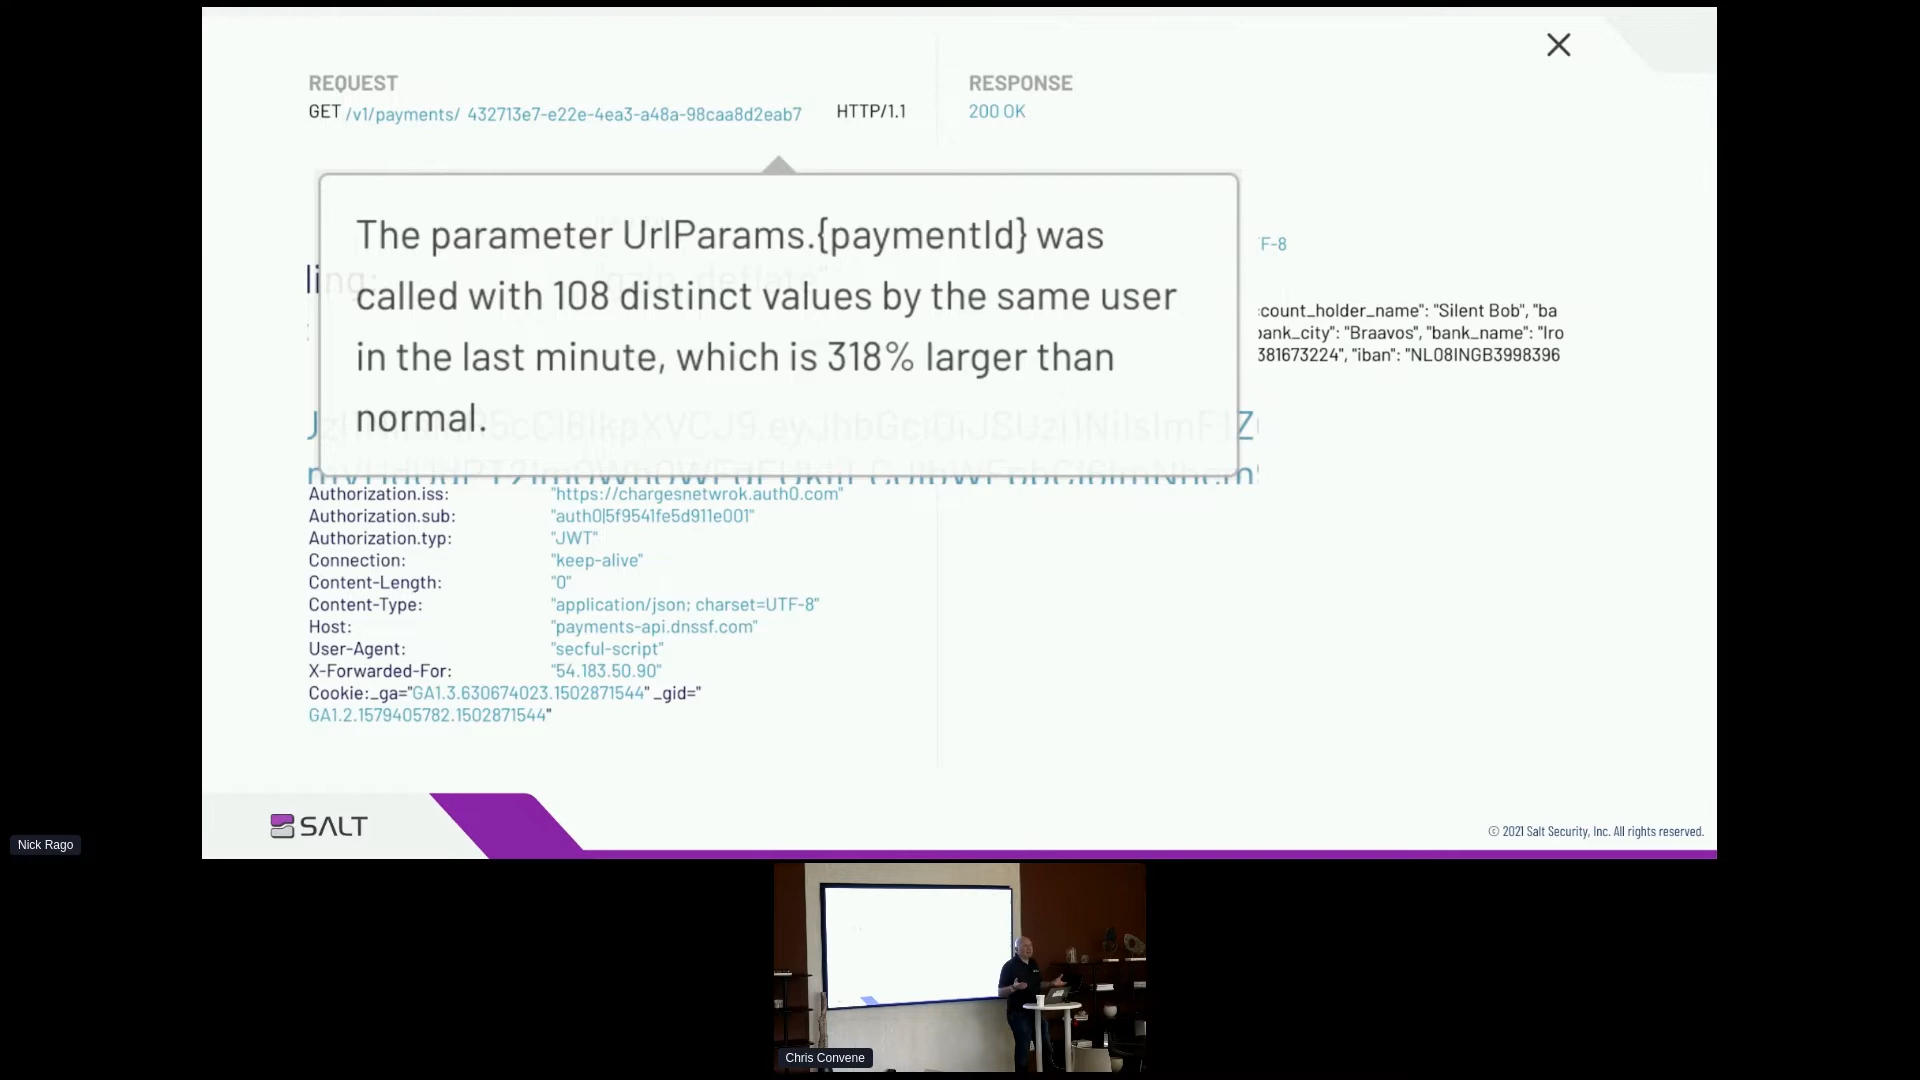 REQUEST
GET /v1/payments/ 432713e7-e22e-4ea3-a48a-98caa8d2eab7 HTTP/1.1
RESPONSE
200 OK
The parameter UrlParams.{paymentId} was
called with 108 distinct values by the same user
in the last minute, which is 318% larger than
normal.
ling:
"gzip, deflate"
F-8
count_holder_name": "Silent Bob", "ba
bank_city": "Braavos", "bank_name": "Iro
381673224", "iban": "NL08INGB3998396
Authorization.iss: "https://chargesnetwrok.auth0.com"
Authorization.sub: "auth0|5f9541fe5d911e001"
Authorization.typ: "JWT"
Connection: "keep-alive"
Content-Length: "0"
Content-Type: "application/json; charset=UTF-8"
Host: "payments-api.dnssf.com"
User-Agent: "secful-script"
X-Forwarded-For: "54.183.50.90"
Cookie:_ga="GA1.3.630674023.1502871544" _gid="
GA1.2.1579405782.1502871544"
SALT
© 2021 Salt Security, Inc. All rights reserved.
Nick Rago
Chris Convene